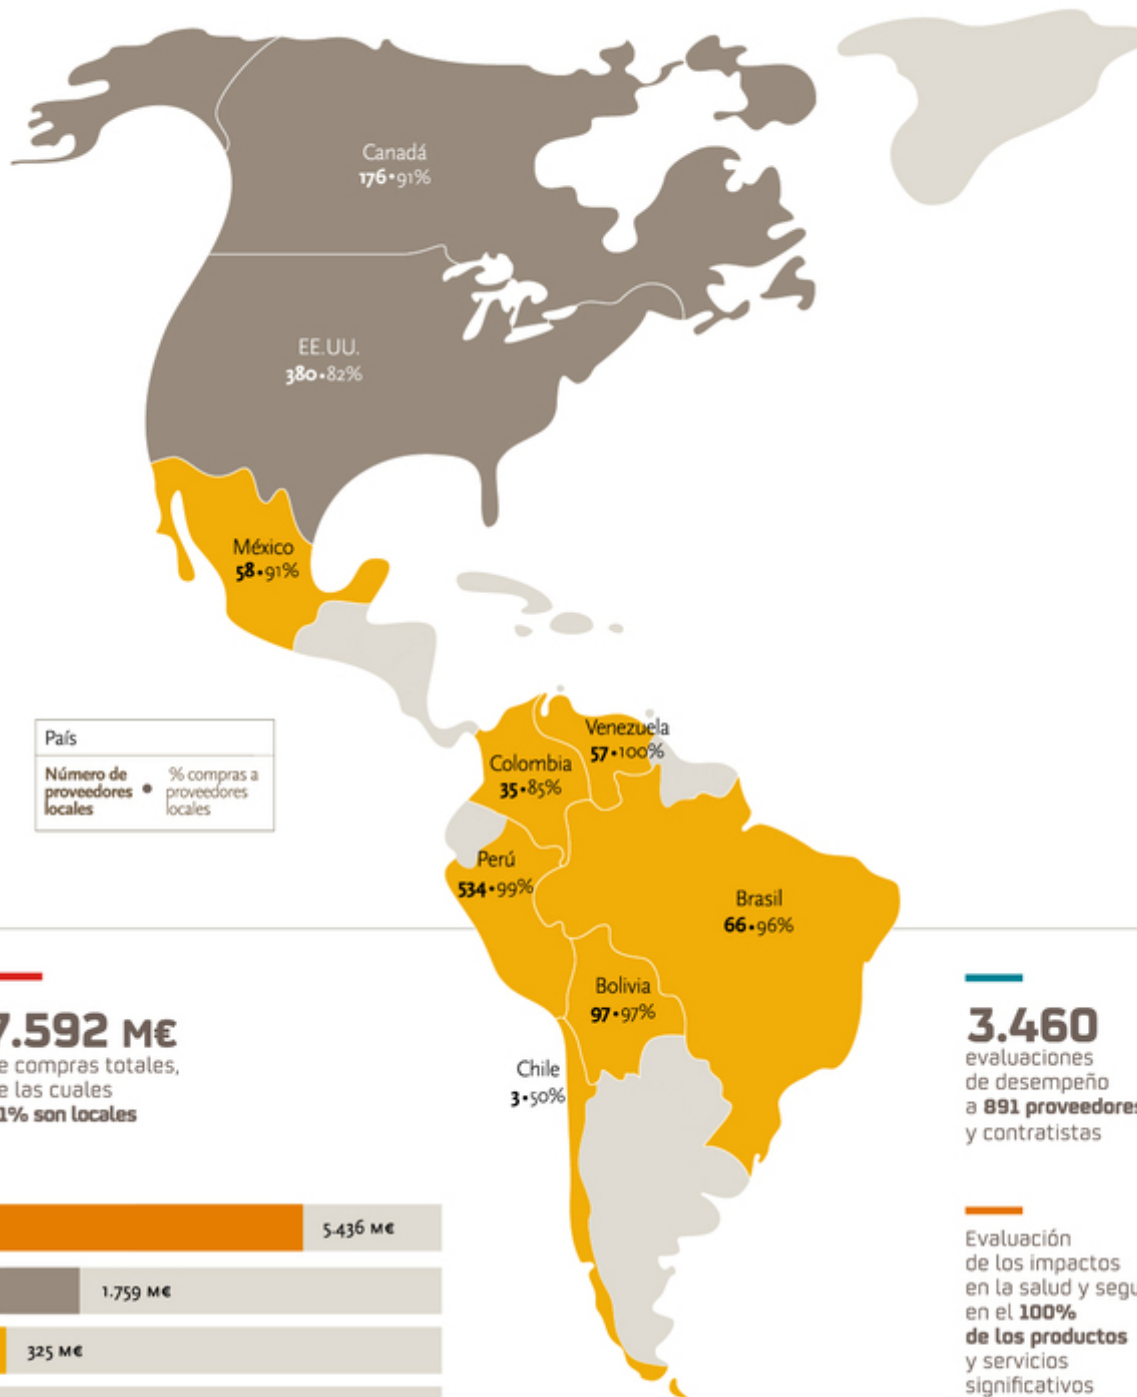 Canadá
176•91%
EE.UU.
380•82%
México
58•91%
País
Número de
proveedores
locales
•
% compras a
proveedores
locales
Venezuela
57•100%
Colombia
35•85%
Perú
534•99%
Brasil
66•96%
Bolivia
97•97%
Chile
3•50%
7.592 M€
e compras totales,
e las cuales
1% son locales
5.436 M€
1.759 M€
325 M€
3.460
evaluaciones
de desempeño
a 891 proveedores
y contratistas
Evaluación
de los impactos
en la salud y segu
en el 100%
de los productos
y servicios
significativos